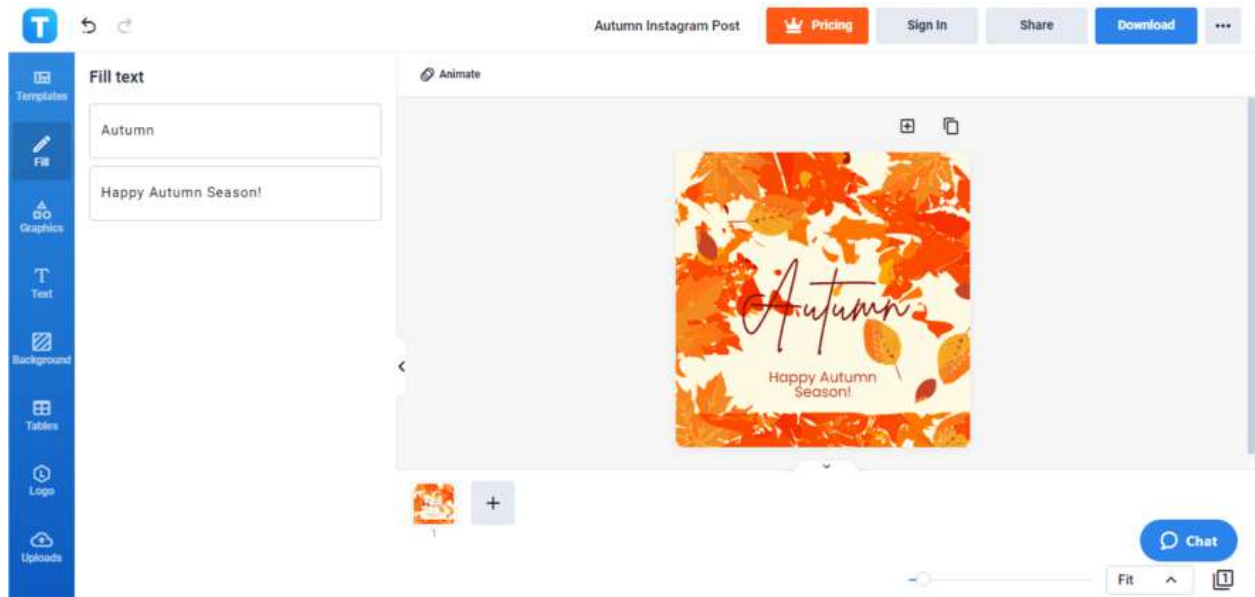 T
Autumn Instagram Post
Pricing
Sign In
Share
Download
Templates
Fill
Graphics
Text
Background
Tables
Logo
Uploads
Fill text
Autumn
Happy Autumn Season!
Animate
Autumn
Happy Autumn
Season!
1
Chat
Fit
1